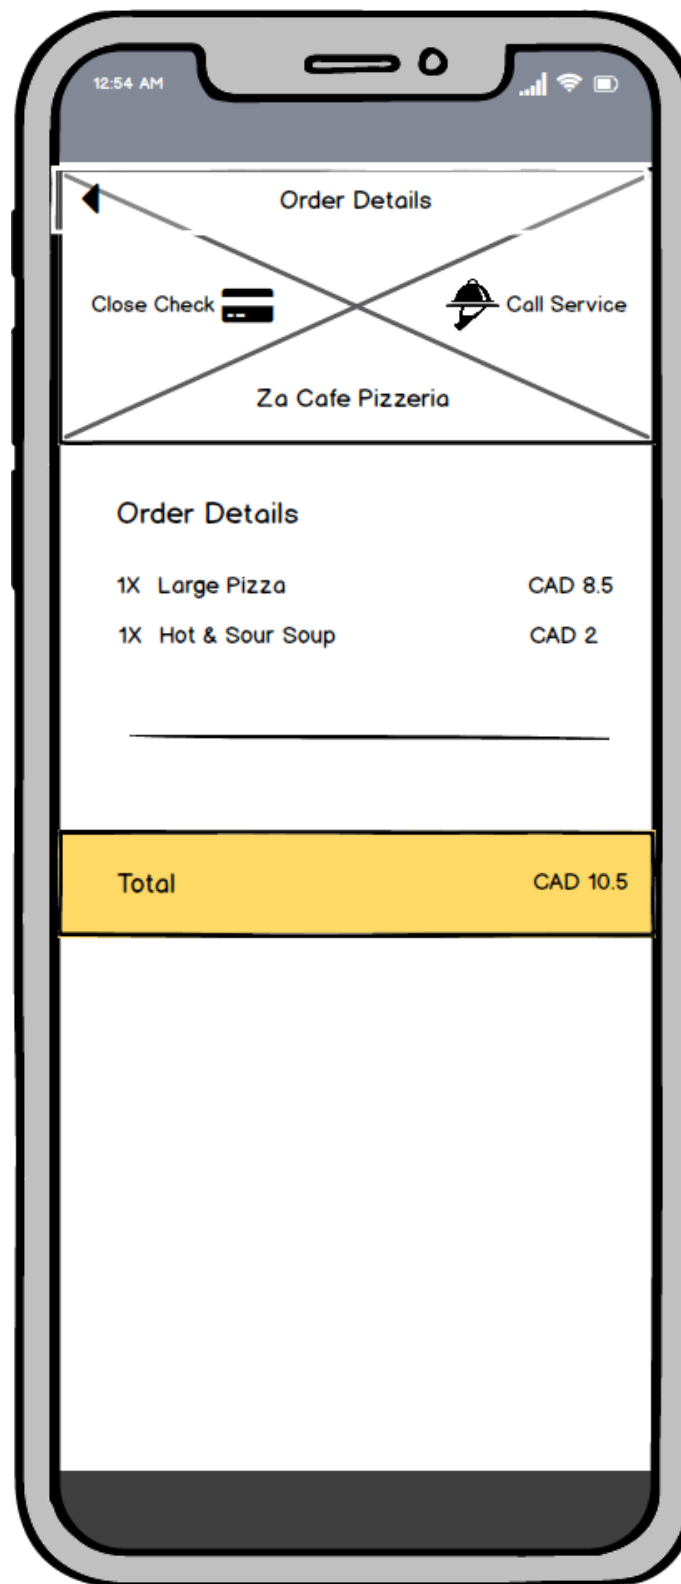 12:54 AM
Order Details
Close Check Call Service
Za Cafe Pizzeria
Order Details
1X Large Pizza CAD 8.5
1X Hot & Sour Soup CAD 2
Total CAD 10.5